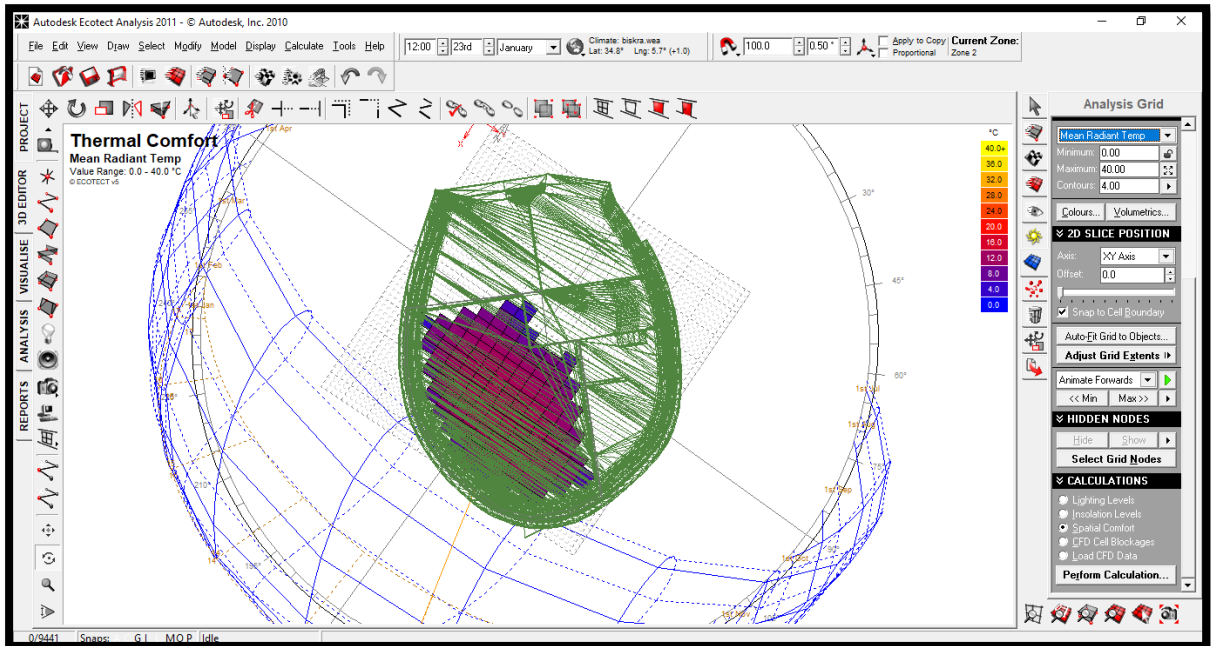 Autodesk Ecotect Analysis 2011 - © Autodesk, Inc. 2010
File Edit View Draw Select Modify Model Display Calculate Tools Help
12:00 23rd January
Climate: biskra.wea
Lat: 34.8° Lng: 5.7° (+1.0)
100.0 0.50 °
Apply to Copy
Proportional
Current Zone:
Zone 2
PROJECT
3D EDITOR
VISUALISE
ANALYSIS
REPORTS
Thermal Comfort
Mean Radiant Temp
Value Range: 0.0 - 40.0 °C
© ECOTECT v5
1st Apr
1st Mar
1st Feb
1st Jan
210°
195°
30°
45°
60°
75°
90°
1st Jul
1st Aug
1st Sep
1st Oct
1st Nov
°C
40.0+
36.0
32.0
28.0
24.0
20.0
16.0
12.0
8.0
4.0
0.0
Analysis Grid
Mean Radiant Temp
Minimum: 0.00
Maximum: 40.00
Contours: 4.00
Colours... Volumetrics...
2D SLICE POSITION
Axis: XY Axis
Offset: 0.0
Snap to Cell Boundary
Auto-Fit Grid to Objects...
Adjust Grid Extents
Animate Forwards
<< Min Max >>
HIDDEN NODES
Hide Show
Select Grid Nodes
CALCULATIONS
Lighting Levels
Insolation Levels
Spatial Comfort
CFD Cell Blockages
Load CFD Data
Perform Calculation...
0/9441 Snaps: G I M O P Idle